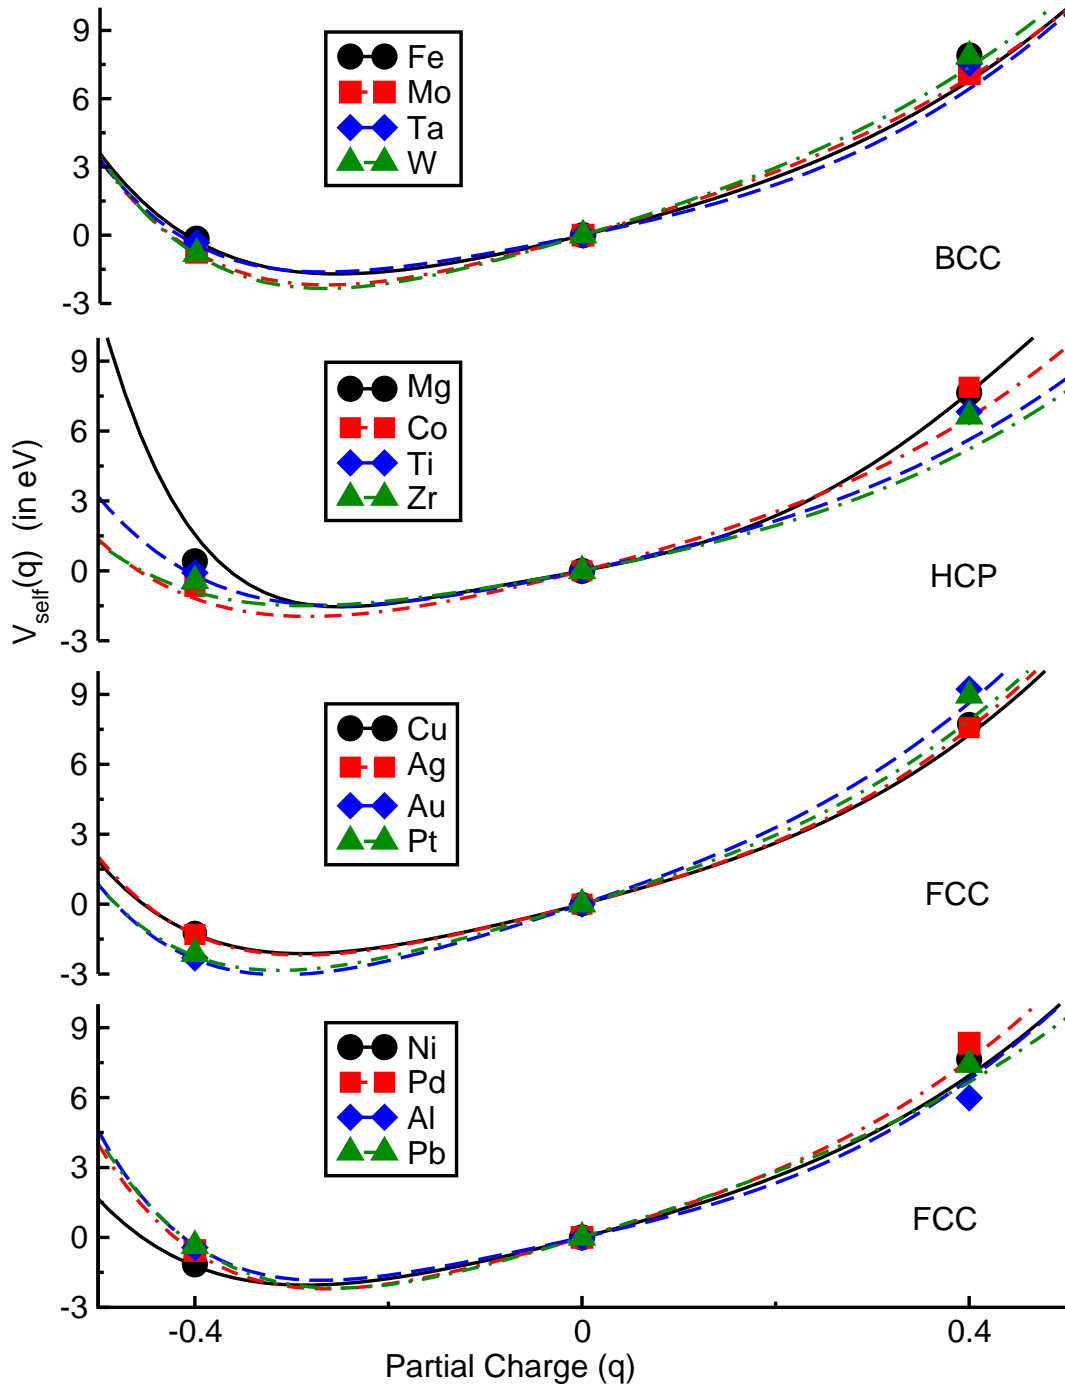 9
6
3
0
-3
Fe
Mo
Ta
W
BCC
9
6
3
0
-3
Mg
Co
Ti
Zr
HCP
V_self(q) (in eV)
9
6
3
0
-3
Cu
Ag
Au
Pt
FCC
9
6
3
0
-3
Ni
Pd
Al
Pb
FCC
-0.4 0 0.4
Partial Charge (q)